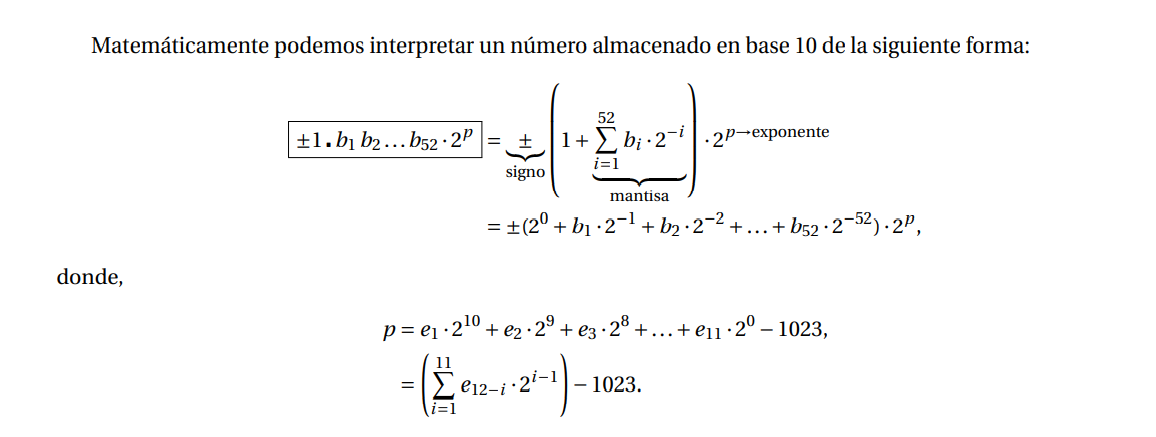 Matemáticamente podemos interpretar un número almacenado en base 10 de la siguiente forma:
$\boxed{\pm 1\textbf{.}b_1 b_2 \ldots b_{52} \cdot 2^p} = \underbrace{\pm}_{\text{signo}} \left(1 + \underbrace{\sum_{i=1}^{52} b_i \cdot 2^{-i}}_{\text{mantisa}}\right) \cdot 2^{p \to \text{exponente}}$
$= \pm(2^0 + b_1 \cdot 2^{-1} + b_2 \cdot 2^{-2} + \ldots + b_{52} \cdot 2^{-52}) \cdot 2^p,$
donde,
$p = e_1 \cdot 2^{10} + e_2 \cdot 2^9 + e_3 \cdot 2^8 + \ldots + e_{11} \cdot 2^0 - 1023,$
$= \left(\sum_{i=1}^{11} e_{12-i} \cdot 2^{i-1}\right) - 1023.$